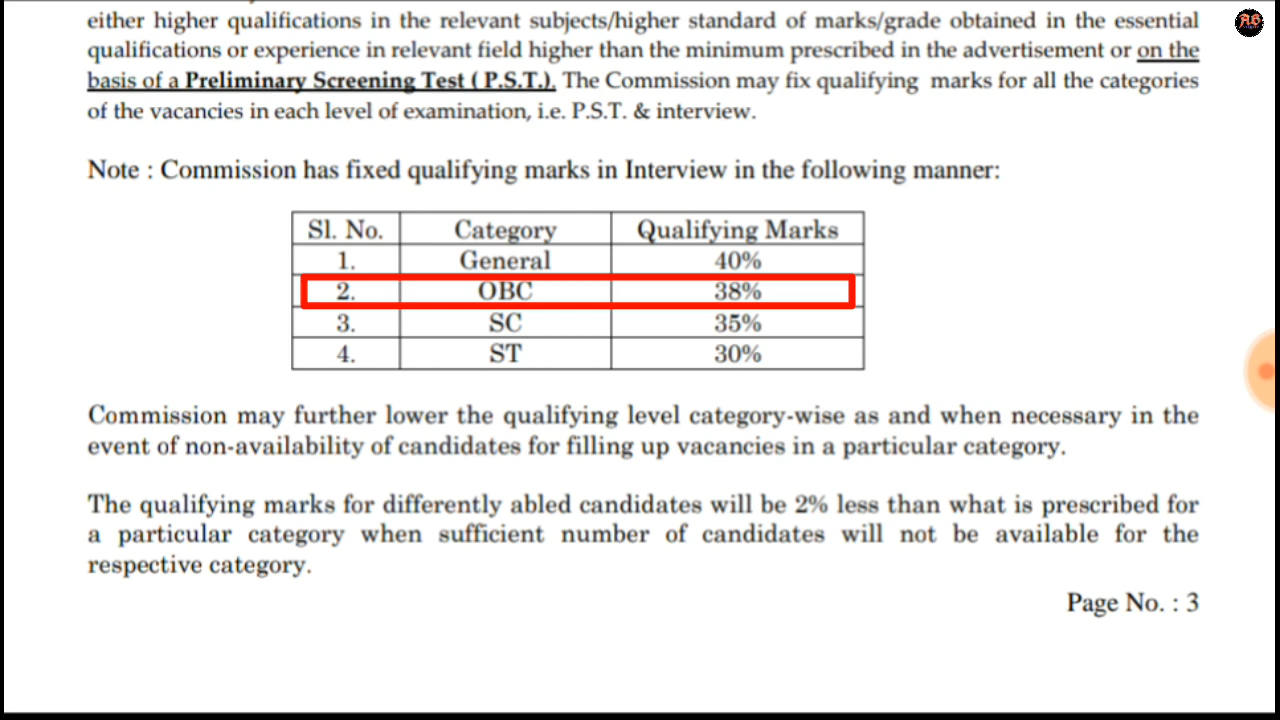 either higher qualifications in the relevant subjects/higher standard of marks/grade obtained in the essential
qualifications or experience in relevant field higher than the minimum prescribed in the advertisement or on the
basis of a Preliminary Screening Test ( P.S.T.). The Commission may fix qualifying marks for all the categories
of the vacancies in each level of examination, i.e. P.S.T. & interview.
Note : Commission has fixed qualifying marks in Interview in the following manner:
Sl. No. Category Qualifying Marks
1. General 40%
2. OBC 38%
3. SC 35%
4. ST 30%
Commission may further lower the qualifying level category-wise as and when necessary in the
event of non-availability of candidates for filling up vacancies in a particular category.
The qualifying marks for differently abled candidates will be 2% less than what is prescribed for
a particular category when sufficient number of candidates will not be available for the
respective category.
Page No. : 3